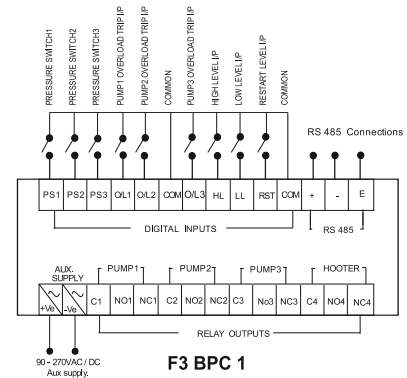 PRESSURE SWITCH1
PRESSURE SWITCH2
PRESSURE SWITCH3
PUMP1 OVERLOAD TRIP I/P
PUMP2 OVERLOAD TRIP I/P
COMMON
PUMP3 OVERLOAD TRIP I/P
HIGH LEVEL I/P
LOW LEVEL I/P
RESTART LEVEL I/P
COMMON
RS 485 Connections
PS1 PS2 PS3 O/L1 O/L2 COM O/L3 HL LL RST COM + - E
DIGITAL INPUTS RS 485
AUX. SUPPLY
PUMP1 PUMP2 PUMP3 HOOTER
+Ve -Ve C1 NO1 NC1 C2 NO2 NC2 C3 No3 NC3 C4 NO4 NC4
RELAY OUTPUTS
90 - 270VAC / DC
Aux supply.
F3 BPC 1